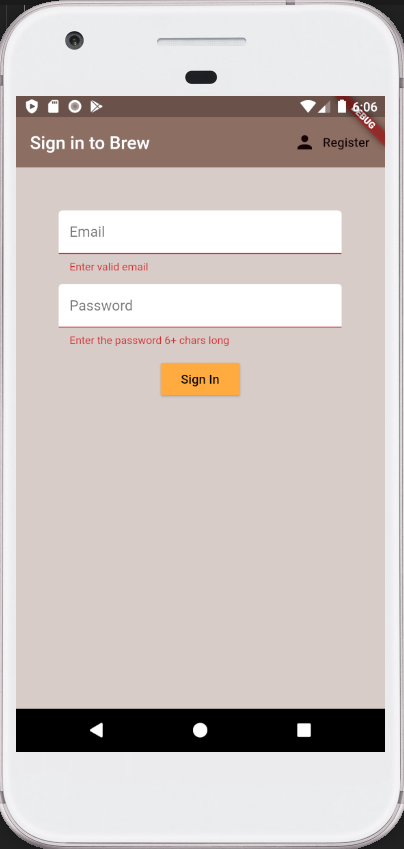 6:06
DEBUG
Sign in to Brew
Register
Email
Enter valid email
Password
Enter the password 6+ chars long
Sign In